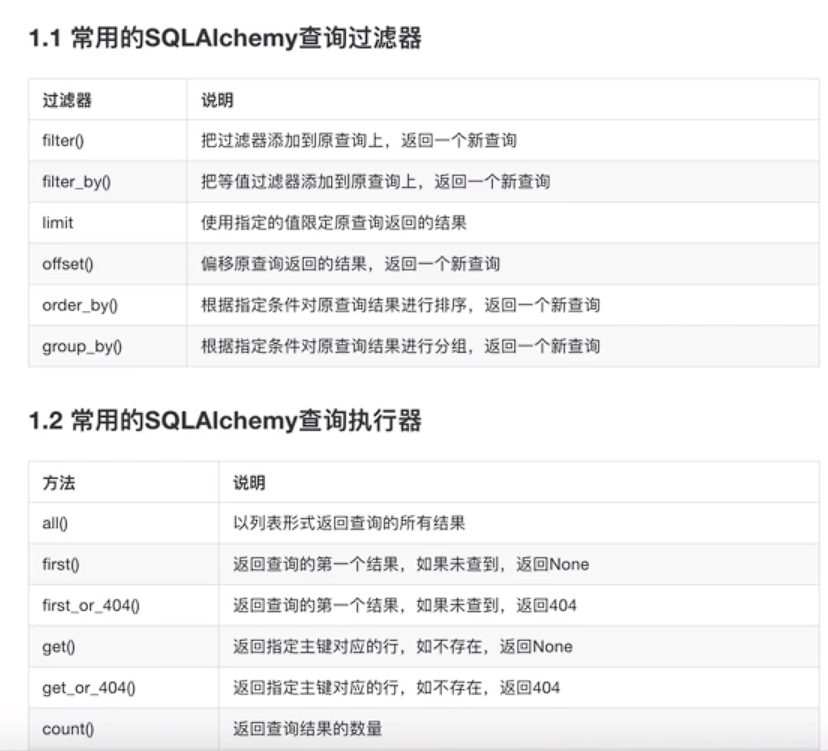 1.1 常用的SQLAlchemy查询过滤器
过滤器 说明
filter() 把过滤器添加到原查询上，返回一个新查询
filter_by() 把等值过滤器添加到原查询上，返回一个新查询
limit 使用指定的值限定原查询返回的结果
offset() 偏移原查询返回的结果，返回一个新查询
order_by() 根据指定条件对原查询结果进行排序，返回一个新查询
group_by() 根据指定条件对原查询结果进行分组，返回一个新查询
1.2 常用的SQLAlchemy查询执行器
方法 说明
all() 以列表形式返回查询的所有结果
first() 返回查询的第一个结果，如果未查到，返回None
first_or_404() 返回查询的第一个结果，如果未查到，返回404
get() 返回指定主键对应的行，如不存在，返回None
get_or_404() 返回指定主键对应的行，如不存在，返回404
count() 返回查询结果的数量